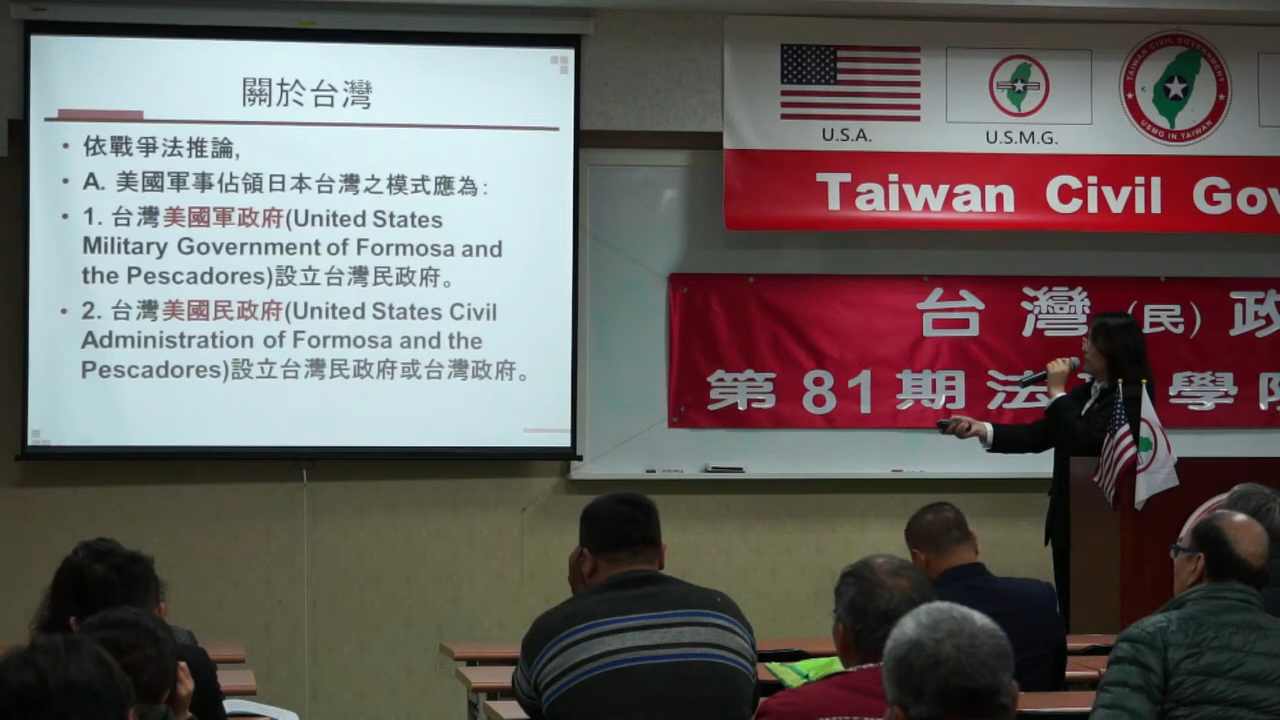 關於台灣
• 依戰爭法推論,
• A. 美國軍事佔領日本台灣之模式應為:
• 1. 台灣美國軍政府(United States
Military Government of Formosa and
the Pescadores)設立台灣民政府。
• 2. 台灣美國民政府(United States Civil
Administration of Formosa and the
Pescadores)設立台灣民政府或台灣政府。
U.S.A.
U.S.M.G.
TAIWAN CIVIL GOVERNMENT
USMG IN TAIWAN
Taiwan Civil Gov
台灣(民)政
第81期法 學院